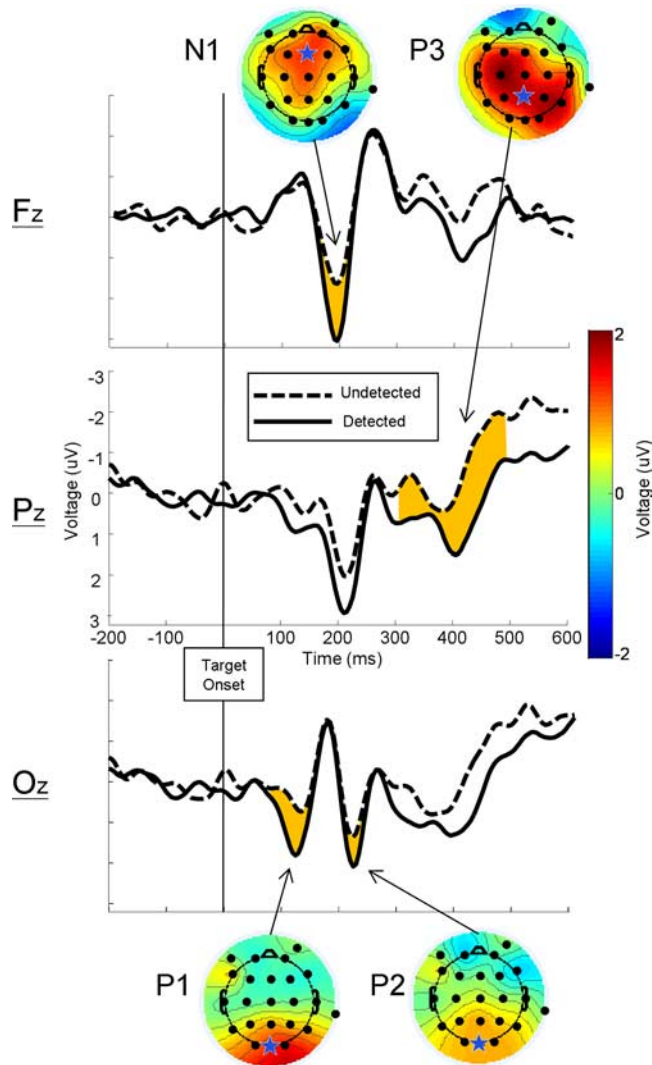 N1
P3
Fz
2
0
-2
Voltage (uV)
Undetected
Detected
Pz
Voltage (uV)
-3
-2
-1
0
1
2
3
-200 -100 0 100 200 300 400 500 600
Time (ms)
Target
Onset
Oz
P1
P2